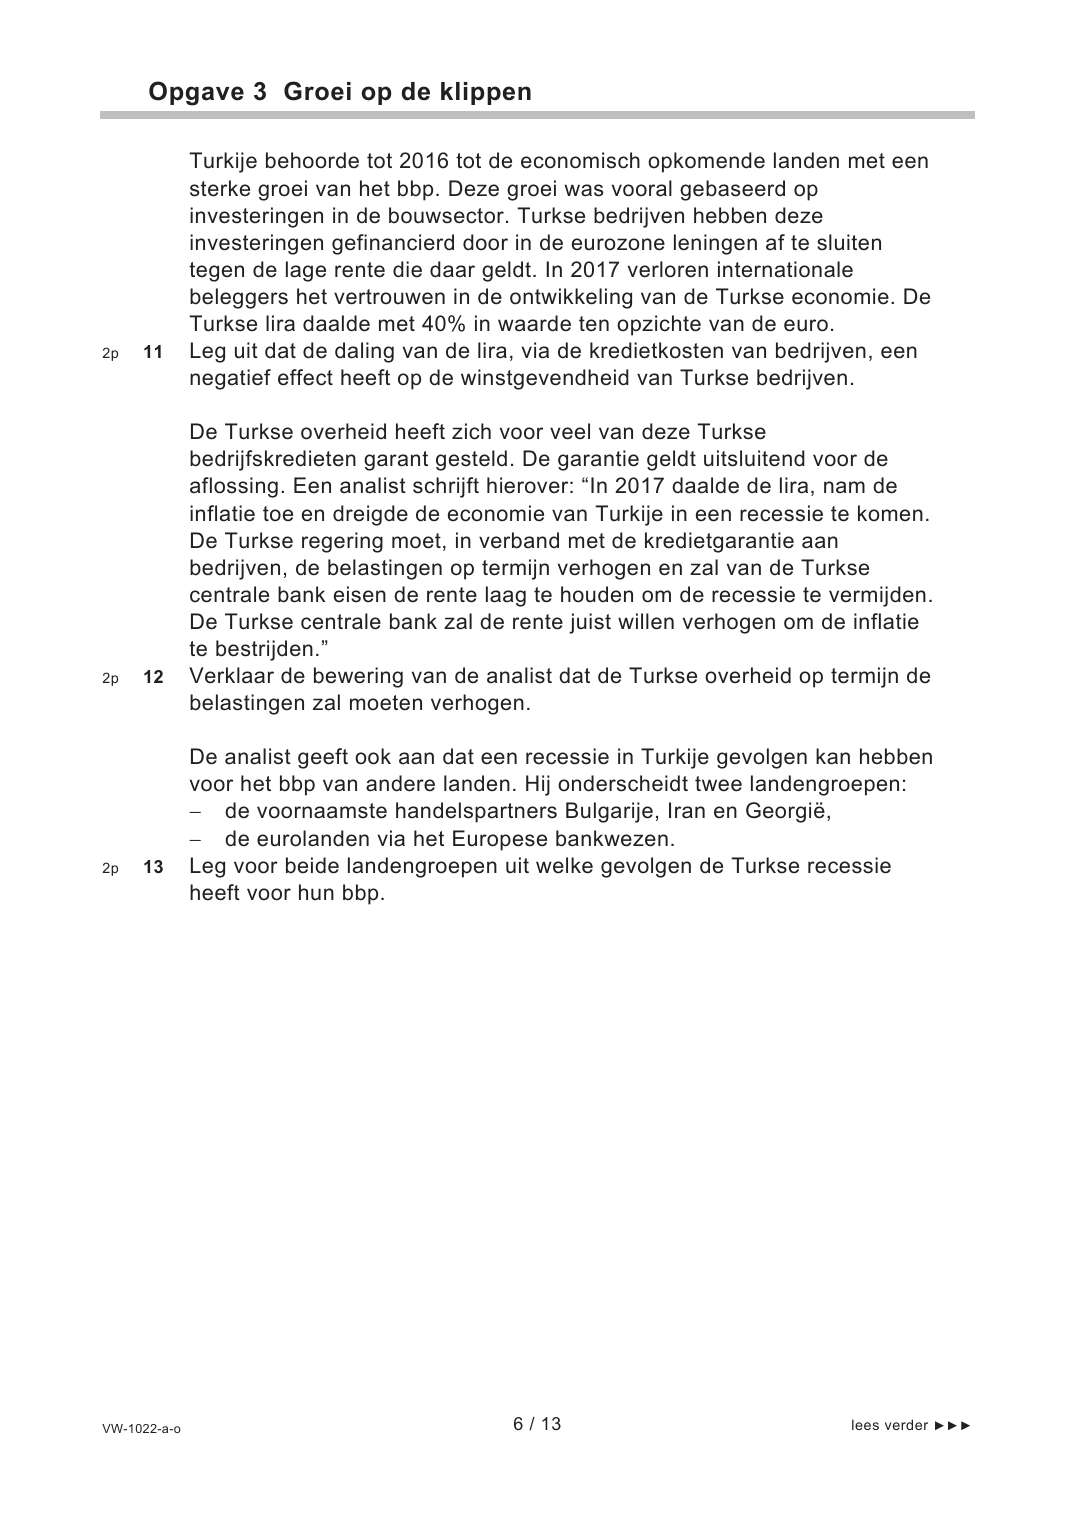 Opgave 3 Groei op de klippen
Turkije behoorde tot 2016 tot de economisch opkomende landen met een
sterke groei van het bbp. Deze groei was vooral gebaseerd op
investeringen in de bouwsector. Turkse bedrijven hebben deze
investeringen gefinancierd door in de eurozone leningen af te sluiten
tegen de lage rente die daar geldt. In 2017 verloren internationale
beleggers het vertrouwen in de ontwikkeling van de Turkse economie. De
Turkse lira daalde met 40% in waarde ten opzichte van de euro.
2p 11 Leg uit dat de daling van de lira, via de kredietkosten van bedrijven, een
negatief effect heeft op de winstgevendheid van Turkse bedrijven.
De Turkse overheid heeft zich voor veel van deze Turkse
bedrijfskredieten garant gesteld. De garantie geldt uitsluitend voor de
aflossing. Een analist schrijft hierover: “In 2017 daalde de lira, nam de
inflatie toe en dreigde de economie van Turkije in een recessie te komen.
De Turkse regering moet, in verband met de kredietgarantie aan
bedrijven, de belastingen op termijn verhogen en zal van de Turkse
centrale bank eisen de rente laag te houden om de recessie te vermijden.
De Turkse centrale bank zal de rente juist willen verhogen om de inflatie
te bestrijden.”
2p 12 Verklaar de bewering van de analist dat de Turkse overheid op termijn de
belastingen zal moeten verhogen.
De analist geeft ook aan dat een recessie in Turkije gevolgen kan hebben
voor het bbp van andere landen. Hij onderscheidt twee landengroepen:
− de voornaamste handelspartners Bulgarije, Iran en Georgië,
− de eurolanden via het Europese bankwezen.
2p 13 Leg voor beide landengroepen uit welke gevolgen de Turkse recessie
heeft voor hun bbp.
VW-1022-a-o 6 / 13 lees verder ►►►